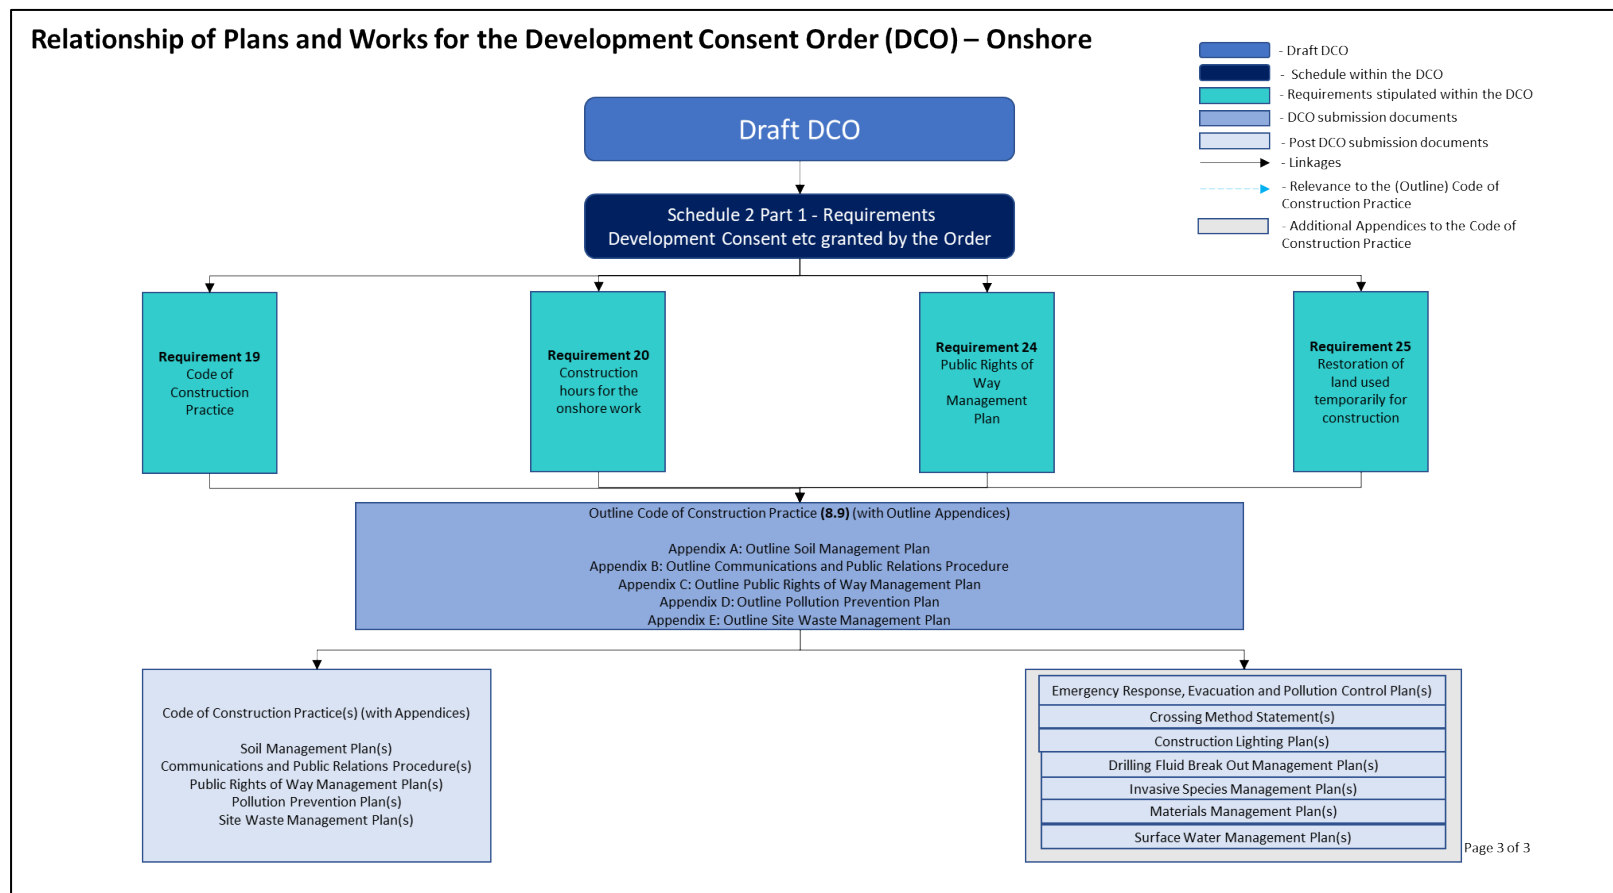 Relationship of Plans and Works for the Development Consent Order (DCO) – Onshore
- Draft DCO
- Schedule within the DCO
- Requirements stipulated within the DCO
- DCO submission documents
- Post DCO submission documents
- Linkages
- Relevance to the (Outline) Code of
Construction Practice
- Additional Appendices to the Code of
Construction Practice
Draft DCO
Schedule 2 Part 1 - Requirements
Development Consent etc granted by the Order
Requirement 19
Code of
Construction
Practice
Requirement 20
Construction
hours for the
onshore work
Requirement 24
Public Rights of
Way
Management
Plan
Requirement 25
Restoration of
land used
temporarily for
construction
Outline Code of Construction Practice (8.9) (with Outline Appendices)
Appendix A: Outline Soil Management Plan
Appendix B: Outline Communications and Public Relations Procedure
Appendix C: Outline Public Rights of Way Management Plan
Appendix D: Outline Pollution Prevention Plan
Appendix E: Outline Site Waste Management Plan
Code of Construction Practice(s) (with Appendices)
Soil Management Plan(s)
Communications and Public Relations Procedure(s)
Public Rights of Way Management Plan(s)
Pollution Prevention Plan(s)
Site Waste Management Plan(s)
Emergency Response, Evacuation and Pollution Control Plan(s)
Crossing Method Statement(s)
Construction Lighting Plan(s)
Drilling Fluid Break Out Management Plan(s)
Invasive Species Management Plan(s)
Materials Management Plan(s)
Surface Water Management Plan(s)
Page 3 of 3